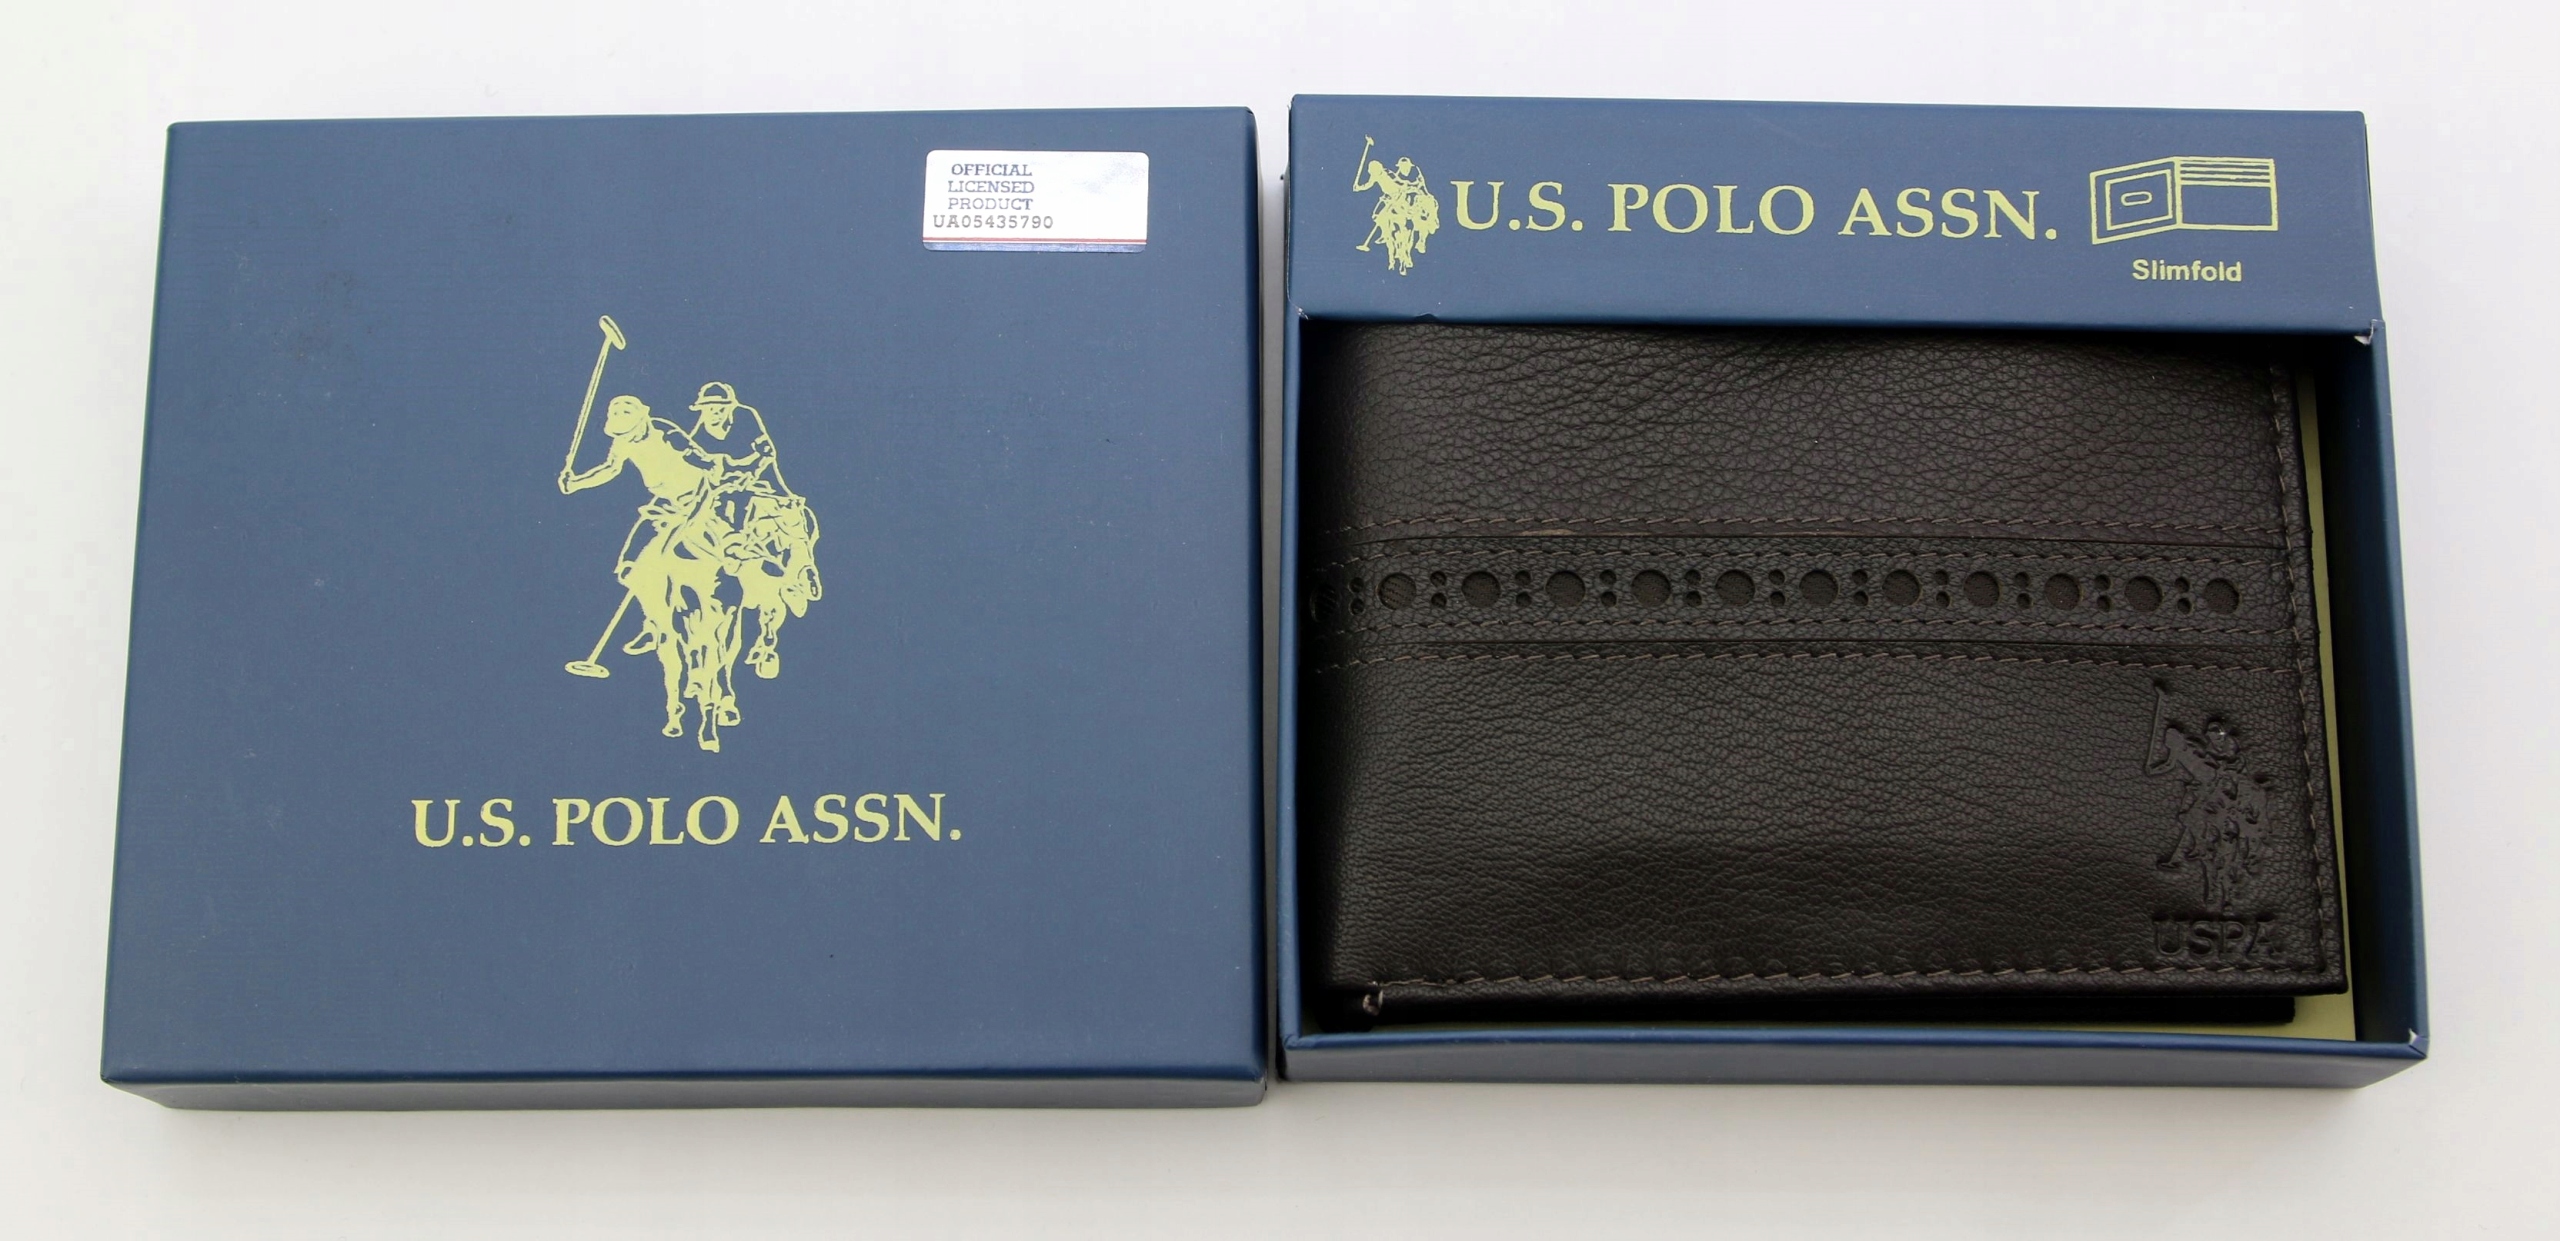 OFFICIAL
LICENSED
PRODUCT
UA05435790
U.S. POLO ASSN.
U.S. POLO ASSN.
Slimfold
USPA